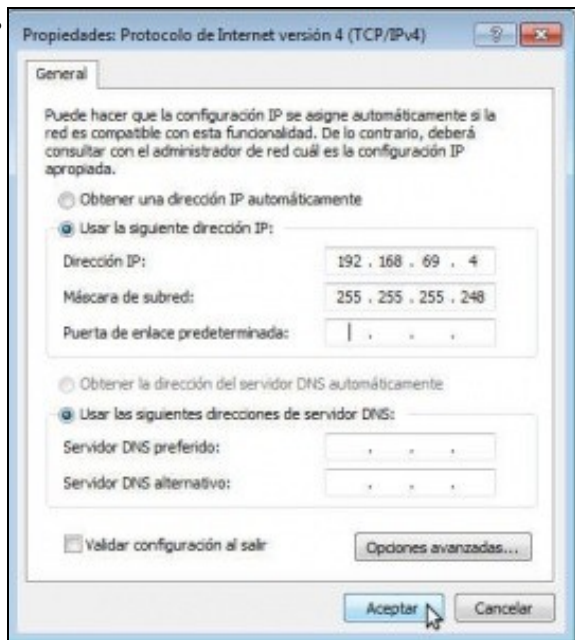 Propiedades: Protocolo de Internet versión 4 (TCP/IPv4)
General
Puede hacer que la configuración IP se asigne automáticamente si la
red es compatible con esta funcionalidad. De lo contrario, deberá
consultar con el administrador de red cuál es la configuración IP
apropiada.
Obtener una dirección IP automáticamente
Usar la siguiente dirección IP:
Dirección IP: 192 . 168 . 69 . 4
Máscara de subred: 255 . 255 . 255 . 248
Puerta de enlace predeterminada: . . .
Obtener la dirección del servidor DNS automáticamente
Usar las siguientes direcciones de servidor DNS:
Servidor DNS preferido: . . .
Servidor DNS alternativo: . . .
Validar configuración al salir Opciones avanzadas...
Aceptar Cancelar